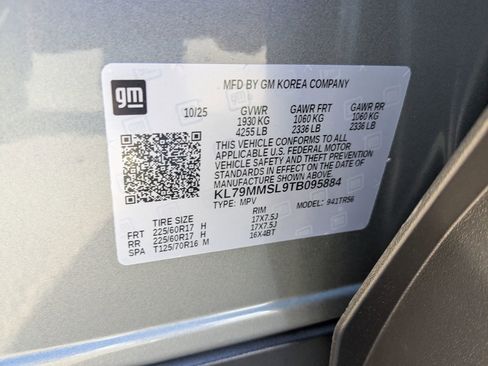 gm
MFD BY GM KOREA COMPANY
10/25 GVWR GAWR FRT GAWR RR
1930 KG 1060 KG 1060 KG
4255 LB 2336 LB 2336 LB
THIS VEHICLE CONFORMS TO ALL
APPLICABLE U.S. FEDERAL MOTOR
VEHICLE SAFETY AND THEFT PREVENTION
STANDARDS IN EFFECT ON THE DATE OF
MANUFACTURE SHOWN ABOVE.
KL79MMSL9TB095884
TYPE: MPV MODEL: 941TR56
TIRE SIZE RIM
FRT 225/60R17 H 17X7.5J
RR 225/60R17 H 17X7.5J
SPA T125/70R16 M 16X4BT